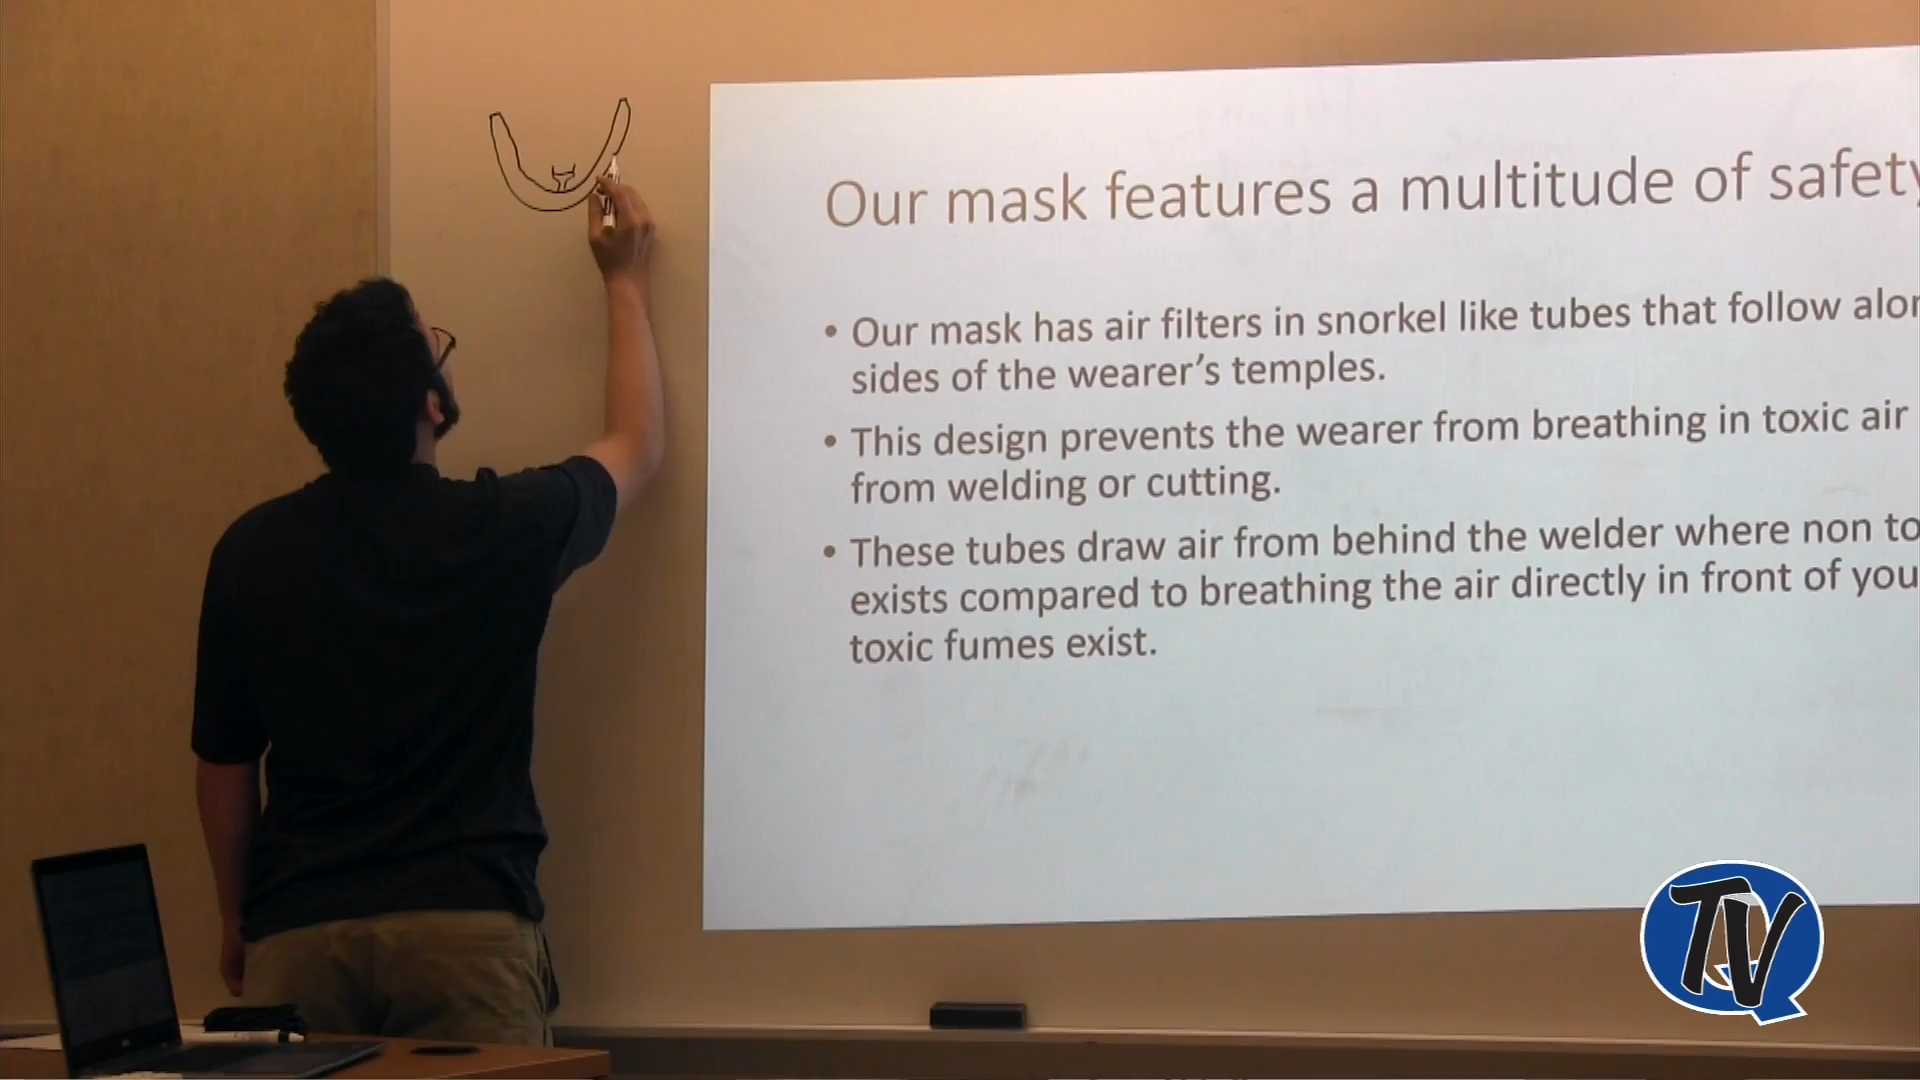 Our mask features a multitude of safety
• Our mask has air filters in snorkel like tubes that follow
sides of the wearer's temples.
• This design prevents the wearer from breathing in toxic air
from welding or cutting.
• These tubes draw air from behind the welder where non
exists compared to breathing the air directly in front of you
toxic fumes exist.
TVQ